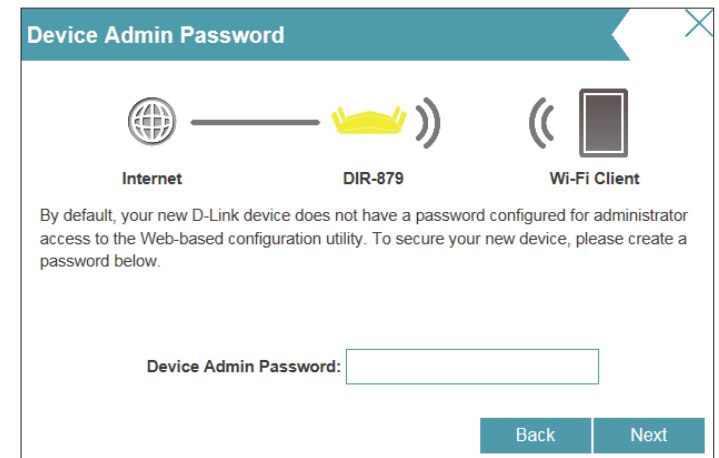 Device Admin Password
Internet
DIR-879
Wi-Fi Client
By default, your new D-Link device does not have a password configured for administrator
access to the Web-based configuration utility. To secure your new device, please create a
password below.
Device Admin Password:
Back
Next